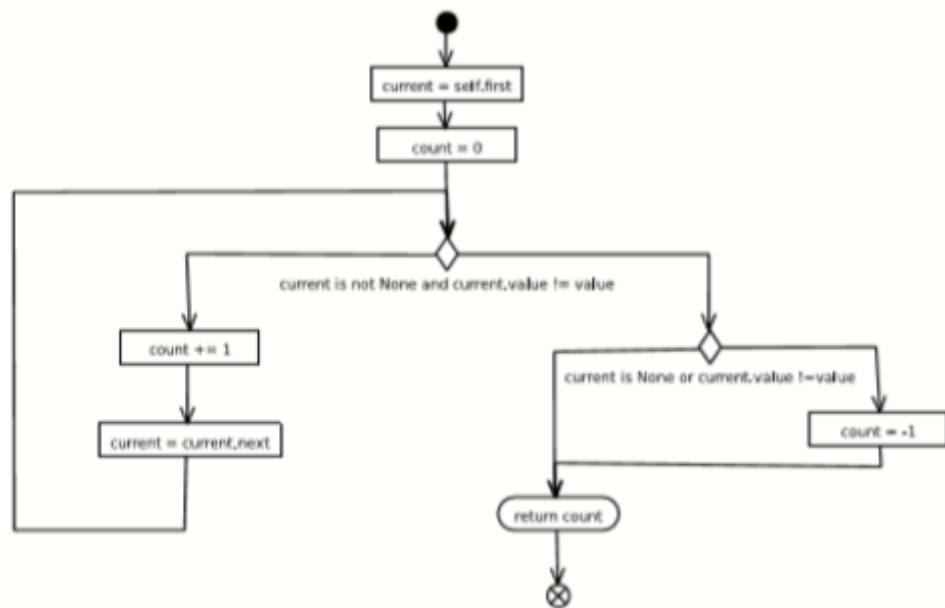 current = self.first
count = 0
current is not None and current.value != value
count += 1
current is None or current.value !=value
count = -1
current = current.next
return count